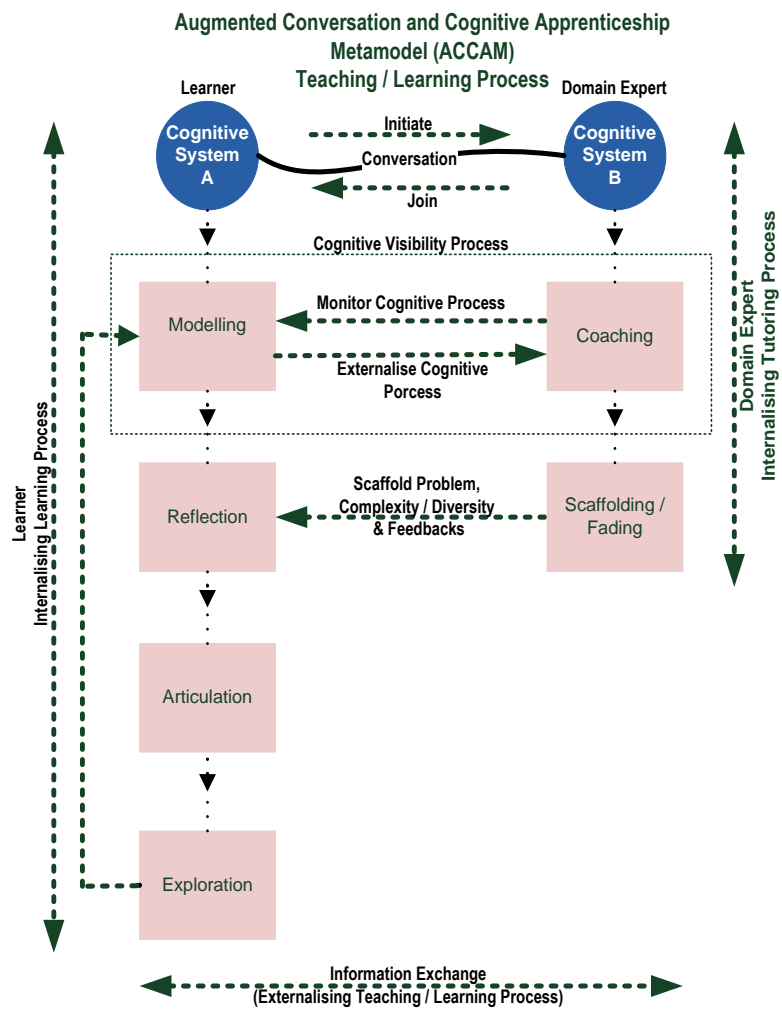 Augmented Conversation and Cognitive Apprenticeship
Metamodel (ACCAM)
Teaching / Learning Process
Learner
Domain Expert
Cognitive
System
A
Initiate
Conversation
Join
Cognitive
System
B
Cognitive Visibility Process
Modelling
Monitor Cognitive Process
Externalise Cognitive
Porcess
Coaching
Reflection
Scaffold Problem,
Complexity / Diversity
& Feedbacks
Scaffolding /
Fading
Articulation
Exploration
Learner
Internalising Learning Process
Domain Expert
Internalising Tutoring Process
Information Exchange
(Externalising Teaching / Learning Process)